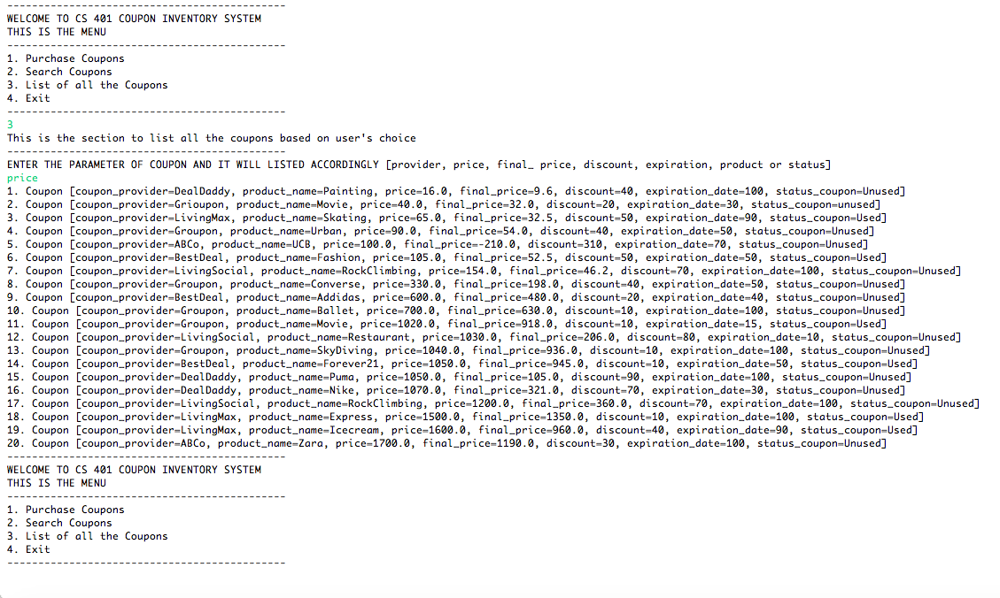 ---------------------------------------------
WELCOME TO CS 401 COUPON INVENTORY SYSTEM
THIS IS THE MENU
---------------------------------------------
1. Purchase Coupons
2. Search Coupons
3. List of all the Coupons
4. Exit
---------------------------------------------
3
This is the section to list all the coupons based on user's choice
---------------------------------------------
ENTER THE PARAMETER OF COUPON AND IT WILL LISTED ACCORDINGLY [provider, price, final_ price, discount, expiration, product or status]
price
1. Coupon [coupon_provider=DealDaddy, product_name=Painting, price=16.0, final_price=9.6, discount=40, expiration_date=100, status_coupon=Unused]
2. Coupon [coupon_provider=Grioupon, product_name=Movie, price=40.0, final_price=32.0, discount=20, expiration_date=30, status_coupon=unused]
3. Coupon [coupon_provider=LivingMax, product_name=Skating, price=65.0, final_price=32.5, discount=50, expiration_date=90, status_coupon=Used]
4. Coupon [coupon_provider=Groupon, product_name=Urban, price=90.0, final_price=54.0, discount=40, expiration_date=50, status_coupon=Unused]
5. Coupon [coupon_provider=ABCo, product_name=UCB, price=100.0, final_price=-210.0, discount=310, expiration_date=70, status_coupon=Unused]
6. Coupon [coupon_provider=BestDeal, product_name=Fashion, price=105.0, final_price=52.5, discount=50, expiration_date=50, status_coupon=Used]
7. Coupon [coupon_provider=LivingSocial, product_name=RockClimbing, price=154.0, final_price=46.2, discount=70, expiration_date=100, status_coupon=Unused]
8. Coupon [coupon_provider=Groupon, product_name=Converse, price=330.0, final_price=198.0, discount=40, expiration_date=50, status_coupon=Unused]
9. Coupon [coupon_provider=BestDeal, product_name=Addidas, price=600.0, final_price=480.0, discount=20, expiration_date=40, status_coupon=Unused]
10. Coupon [coupon_provider=Groupon, product_name=Ballet, price=700.0, final_price=630.0, discount=10, expiration_date=100, status_coupon=Unused]
11. Coupon [coupon_provider=Groupon, product_name=Movie, price=1020.0, final_price=918.0, discount=10, expiration_date=15, status_coupon=Used]
12. Coupon [coupon_provider=LivingSocial, product_name=Restaurant, price=1030.0, final_price=206.0, discount=80, expiration_date=10, status_coupon=Unused]
13. Coupon [coupon_provider=Groupon, product_name=SkyDiving, price=1040.0, final_price=936.0, discount=10, expiration_date=100, status_coupon=Unused]
14. Coupon [coupon_provider=BestDeal, product_name=Forever21, price=1050.0, final_price=945.0, discount=10, expiration_date=50, status_coupon=Used]
15. Coupon [coupon_provider=DealDaddy, product_name=Puma, price=1050.0, final_price=105.0, discount=90, expiration_date=100, status_coupon=Unused]
16. Coupon [coupon_provider=DealDaddy, product_name=Nike, price=1070.0, final_price=321.0, discount=70, expiration_date=30, status_coupon=Unused]
17. Coupon [coupon_provider=LivingSocial, product_name=RockClimbing, price=1200.0, final_price=360.0, discount=70, expiration_date=100, status_coupon=Unused]
18. Coupon [coupon_provider=LivingMax, product_name=Express, price=1500.0, final_price=1350.0, discount=10, expiration_date=100, status_coupon=Used]
19. Coupon [coupon_provider=LivingMax, product_name=Icecream, price=1600.0, final_price=960.0, discount=40, expiration_date=90, status_coupon=Used]
20. Coupon [coupon_provider=ABCo, product_name=Zara, price=1700.0, final_price=1190.0, discount=30, expiration_date=100, status_coupon=Unused]
---------------------------------------------
WELCOME TO CS 401 COUPON INVENTORY SYSTEM
THIS IS THE MENU
---------------------------------------------
1. Purchase Coupons
2. Search Coupons
3. List of all the Coupons
4. Exit
---------------------------------------------